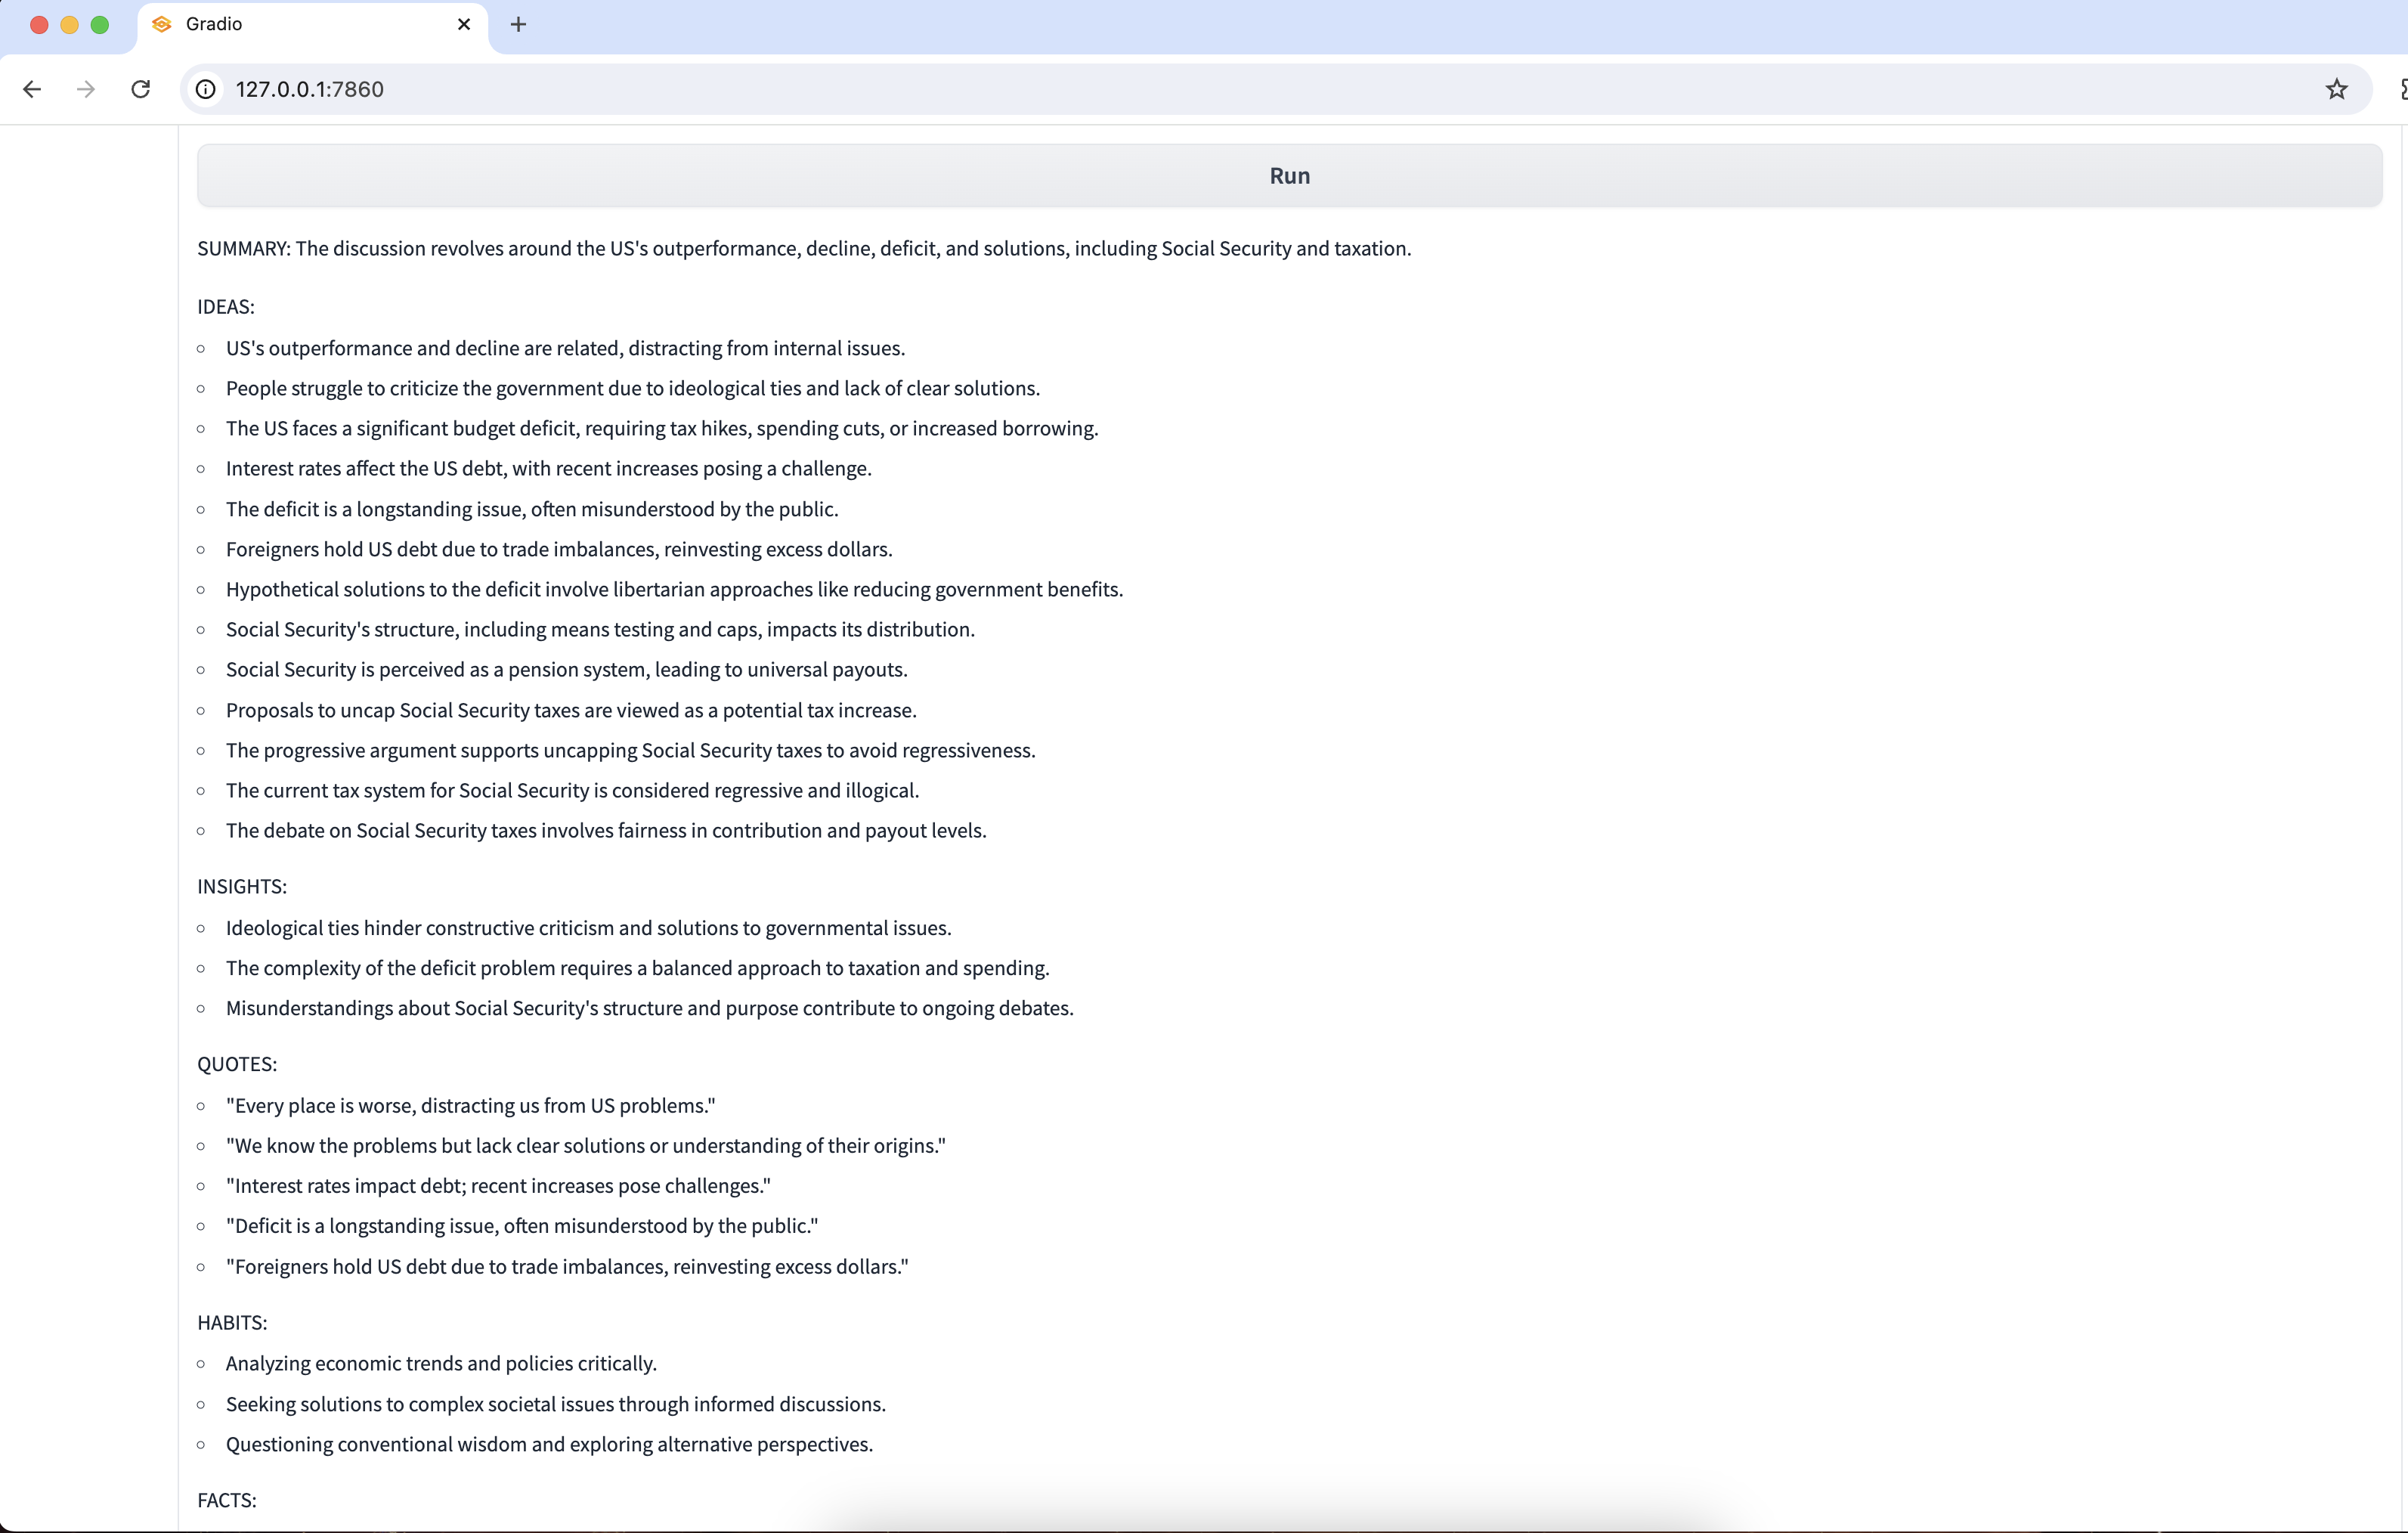 Gradio
127.0.0.1:7860
Run
SUMMARY: The discussion revolves around the US's outperformance, decline, deficit, and solutions, including Social Security and taxation.
IDEAS:
US's outperformance and decline are related, distracting from internal issues.
People struggle to criticize the government due to ideological ties and lack of clear solutions.
The US faces a significant budget deficit, requiring tax hikes, spending cuts, or increased borrowing.
Interest rates affect the US debt, with recent increases posing a challenge.
The deficit is a longstanding issue, often misunderstood by the public.
Foreigners hold US debt due to trade imbalances, reinvesting excess dollars.
Hypothetical solutions to the deficit involve libertarian approaches like reducing government benefits.
Social Security's structure, including means testing and caps, impacts its distribution.
Social Security is perceived as a pension system, leading to universal payouts.
Proposals to uncap Social Security taxes are viewed as a potential tax increase.
The progressive argument supports uncapping Social Security taxes to avoid regressiveness.
The current tax system for Social Security is considered regressive and illogical.
The debate on Social Security taxes involves fairness in contribution and payout levels.
INSIGHTS:
Ideological ties hinder constructive criticism and solutions to governmental issues.
The complexity of the deficit problem requires a balanced approach to taxation and spending.
Misunderstandings about Social Security's structure and purpose contribute to ongoing debates.
QUOTES:
"Every place is worse, distracting us from US problems."
"We know the problems but lack clear solutions or understanding of their origins."
"Interest rates impact debt; recent increases pose challenges."
"Deficit is a longstanding issue, often misunderstood by the public."
"Foreigners hold US debt due to trade imbalances, reinvesting excess dollars."
HABITS:
Analyzing economic trends and policies critically.
Seeking solutions to complex societal issues through informed discussions.
Questioning conventional wisdom and exploring alternative perspectives.
FACTS: